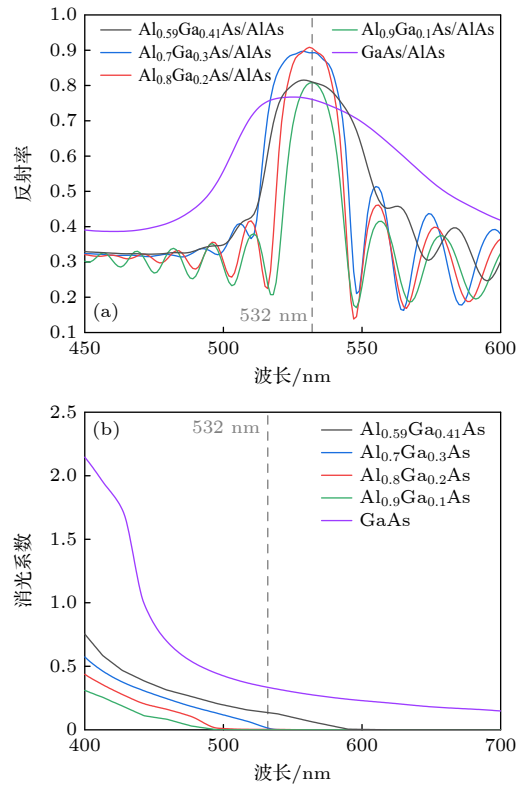 Al0.59Ga0.41As/AlAs
Al0.7Ga0.3As/AlAs
Al0.8Ga0.2As/AlAs
Al0.9Ga0.1As/AlAs
GaAs/AlAs
1.0
0.9
0.8
0.7
0.6
0.5
0.4
0.3
0.2
0.1
反射率
(a)
532 nm
450
500
550
600
波长/nm
(b)
532 nm
Al0.59Ga0.41As
Al0.7Ga0.3As
Al0.8Ga0.2As
Al0.9Ga0.1As
GaAs
2.5
2.0
1.5
1.0
0.5
0
消光系数
400
500
600
700
波长/nm